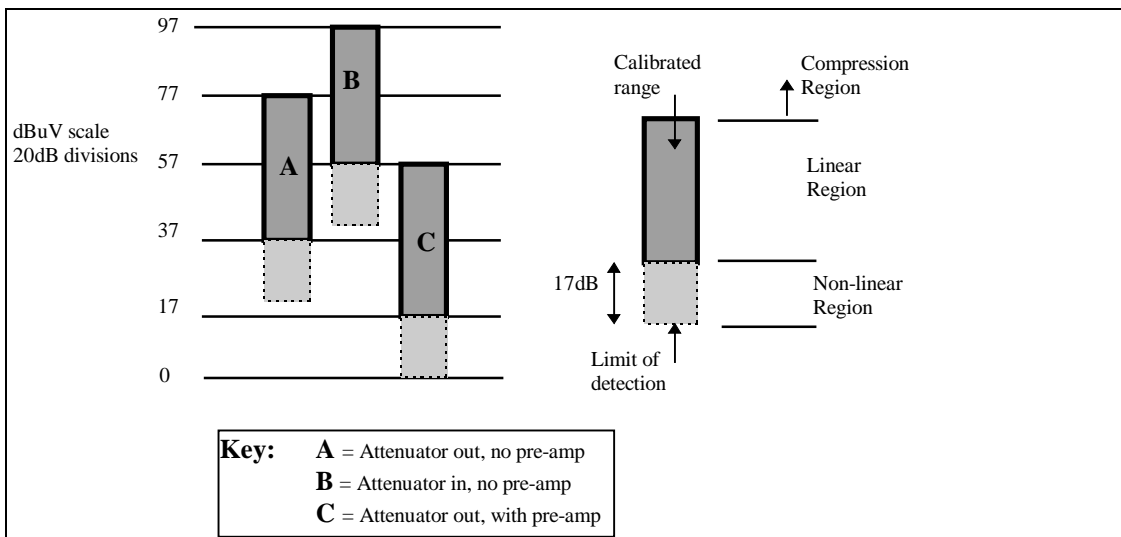 97
77
dBuV scale
20dB divisions
57
37
17
0
A
B
C
Calibrated
range
Compression
Region
Linear
Region
17dB
Non-linear
Region
Limit of
detection
Key: A = Attenuator out, no pre-amp
B = Attenuator in, no pre-amp
C = Attenuator out, with pre-amp